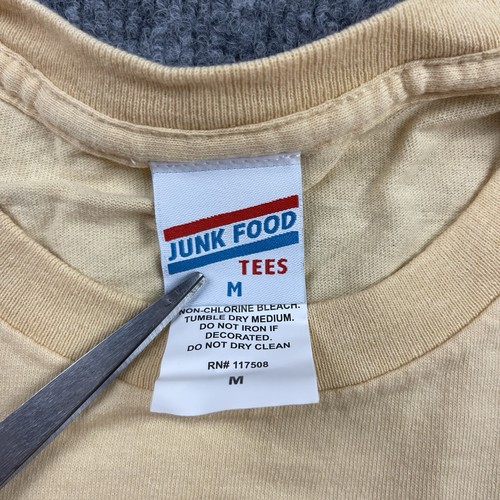 JUNK FOOD
TEES
M
NON-CHLORINE BLEACH.
TUMBLE DRY MEDIUM.
DO NOT IRON IF
DECORATED.
DO NOT DRY CLEAN
RN# 117508
M